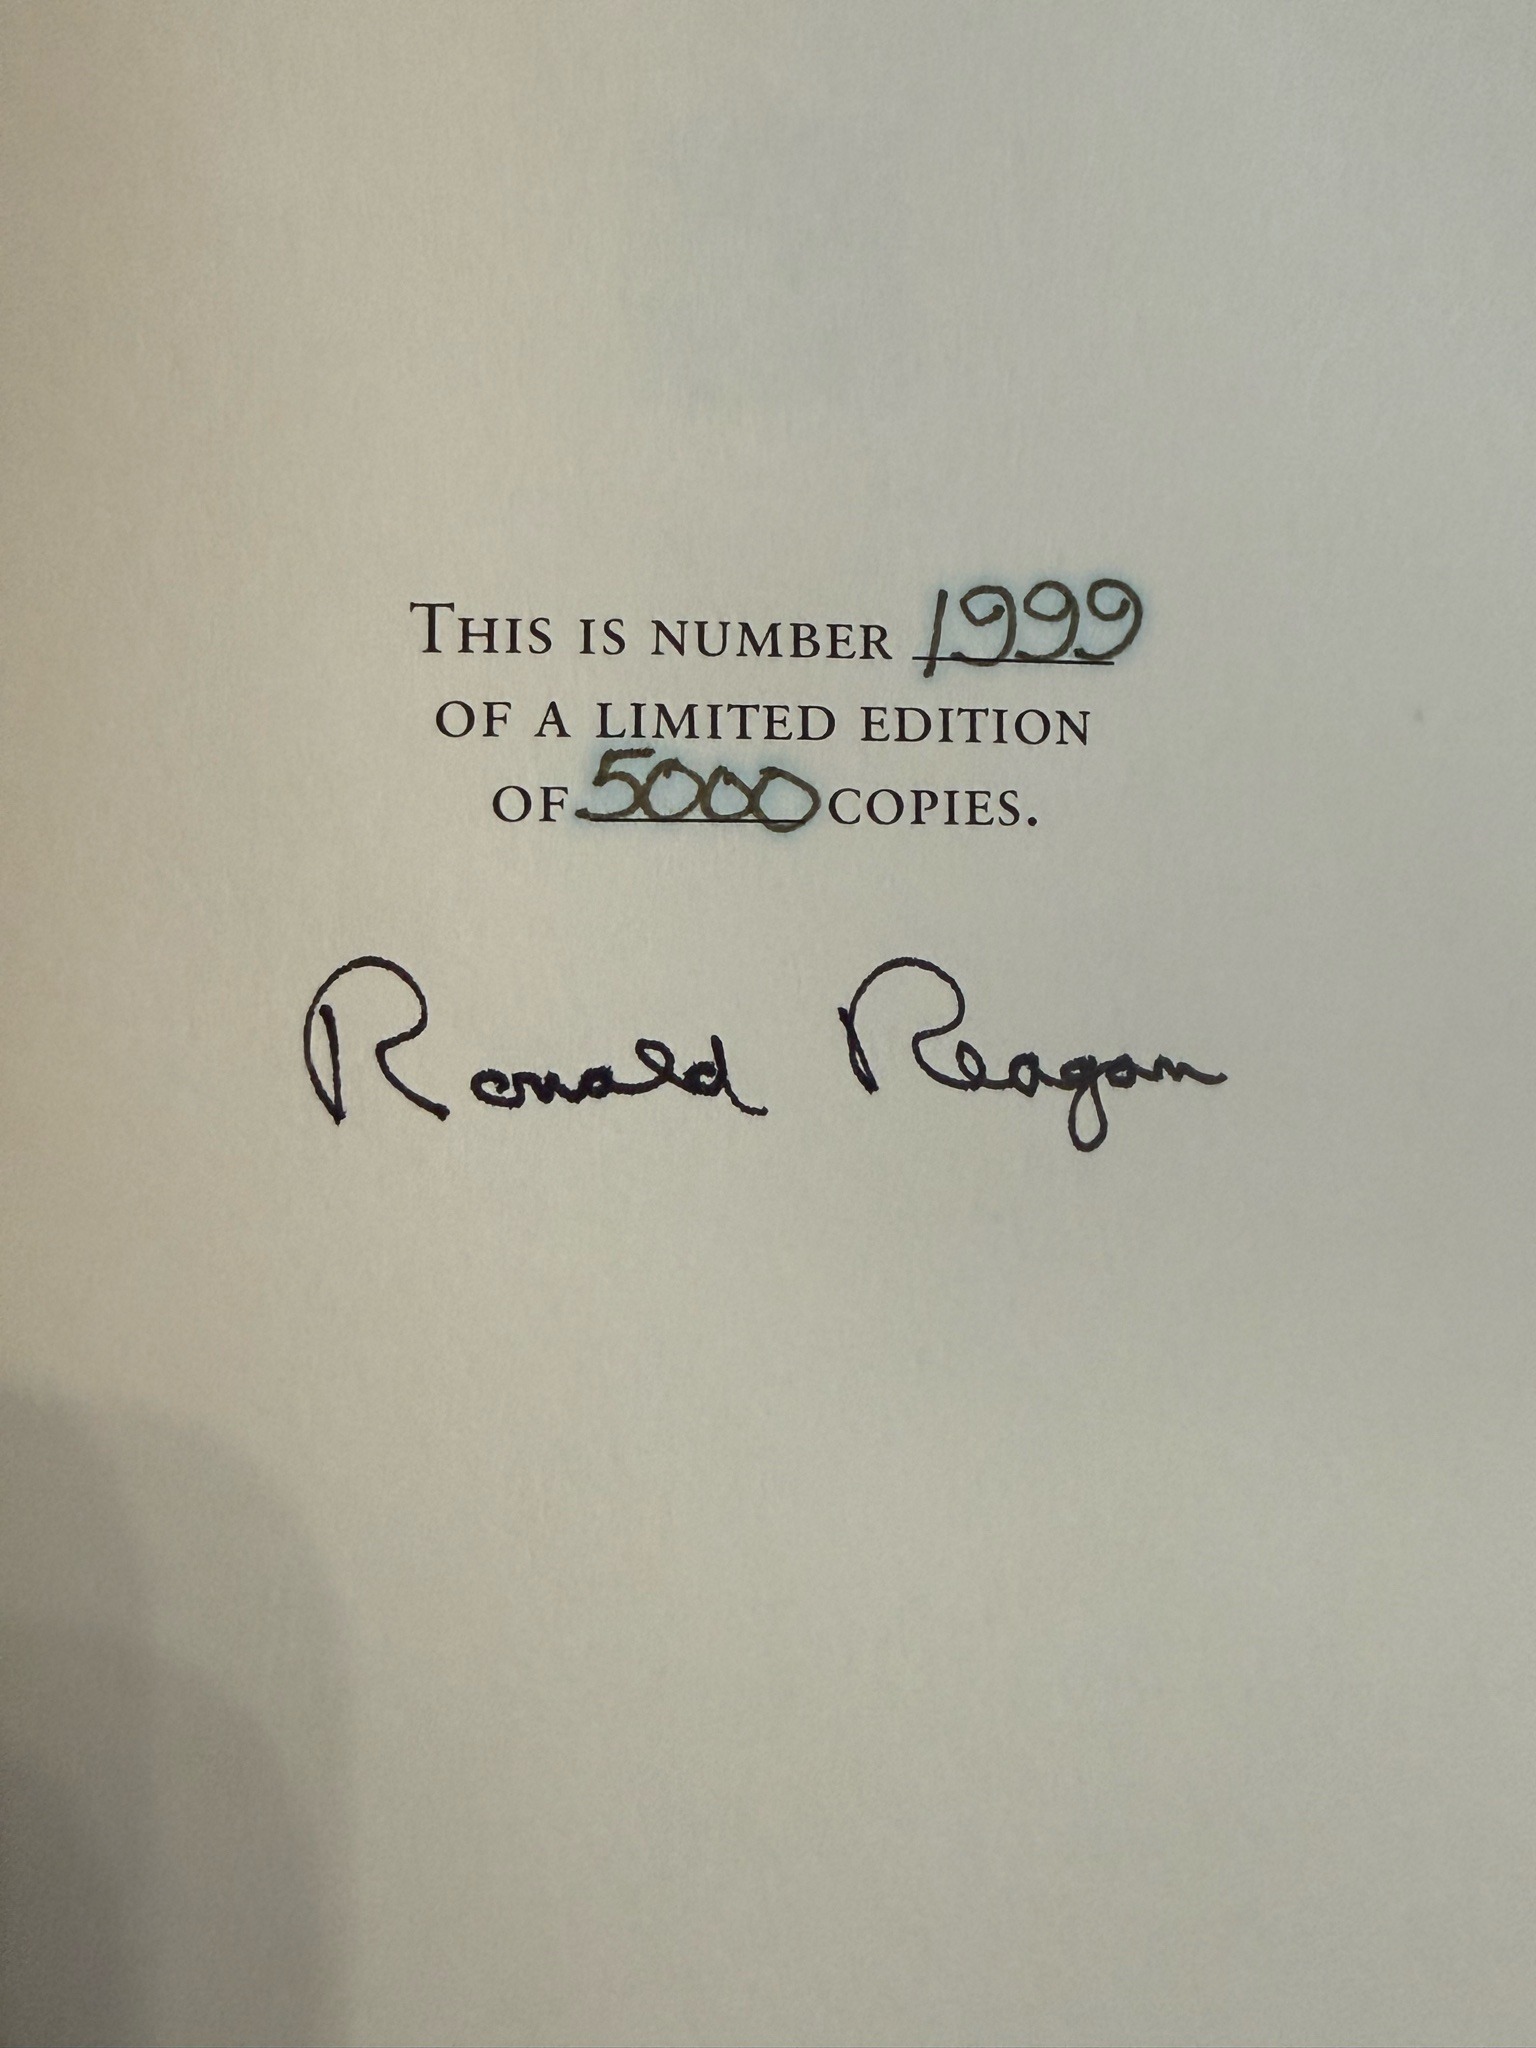 THIS IS NUMBER 1999
OF A LIMITED EDITION
OF 5000 COPIES.
Ronald Reagan